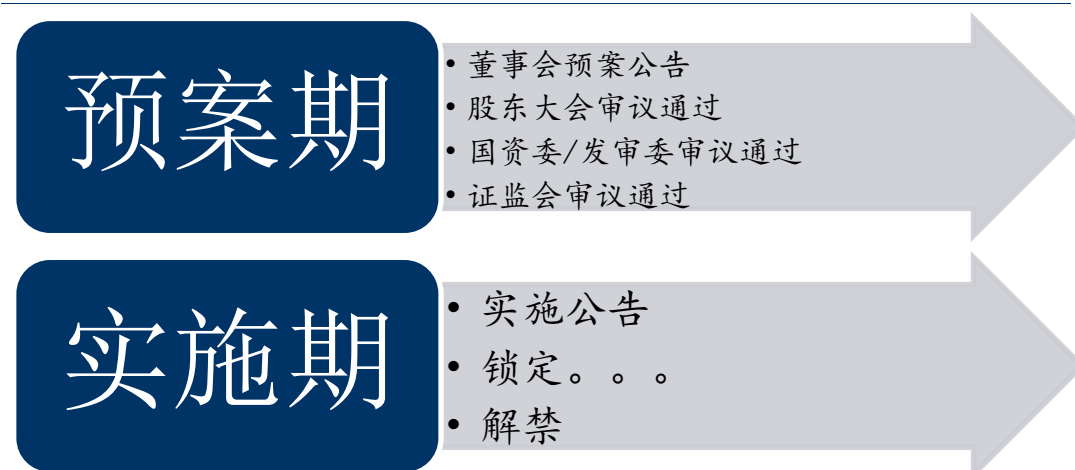 预案期
• 董事会预案公告
• 股东大会审议通过
• 国资委/发审委审议通过
• 证监会审议通过
实施期
• 实施公告
• 锁定。。。
• 解禁